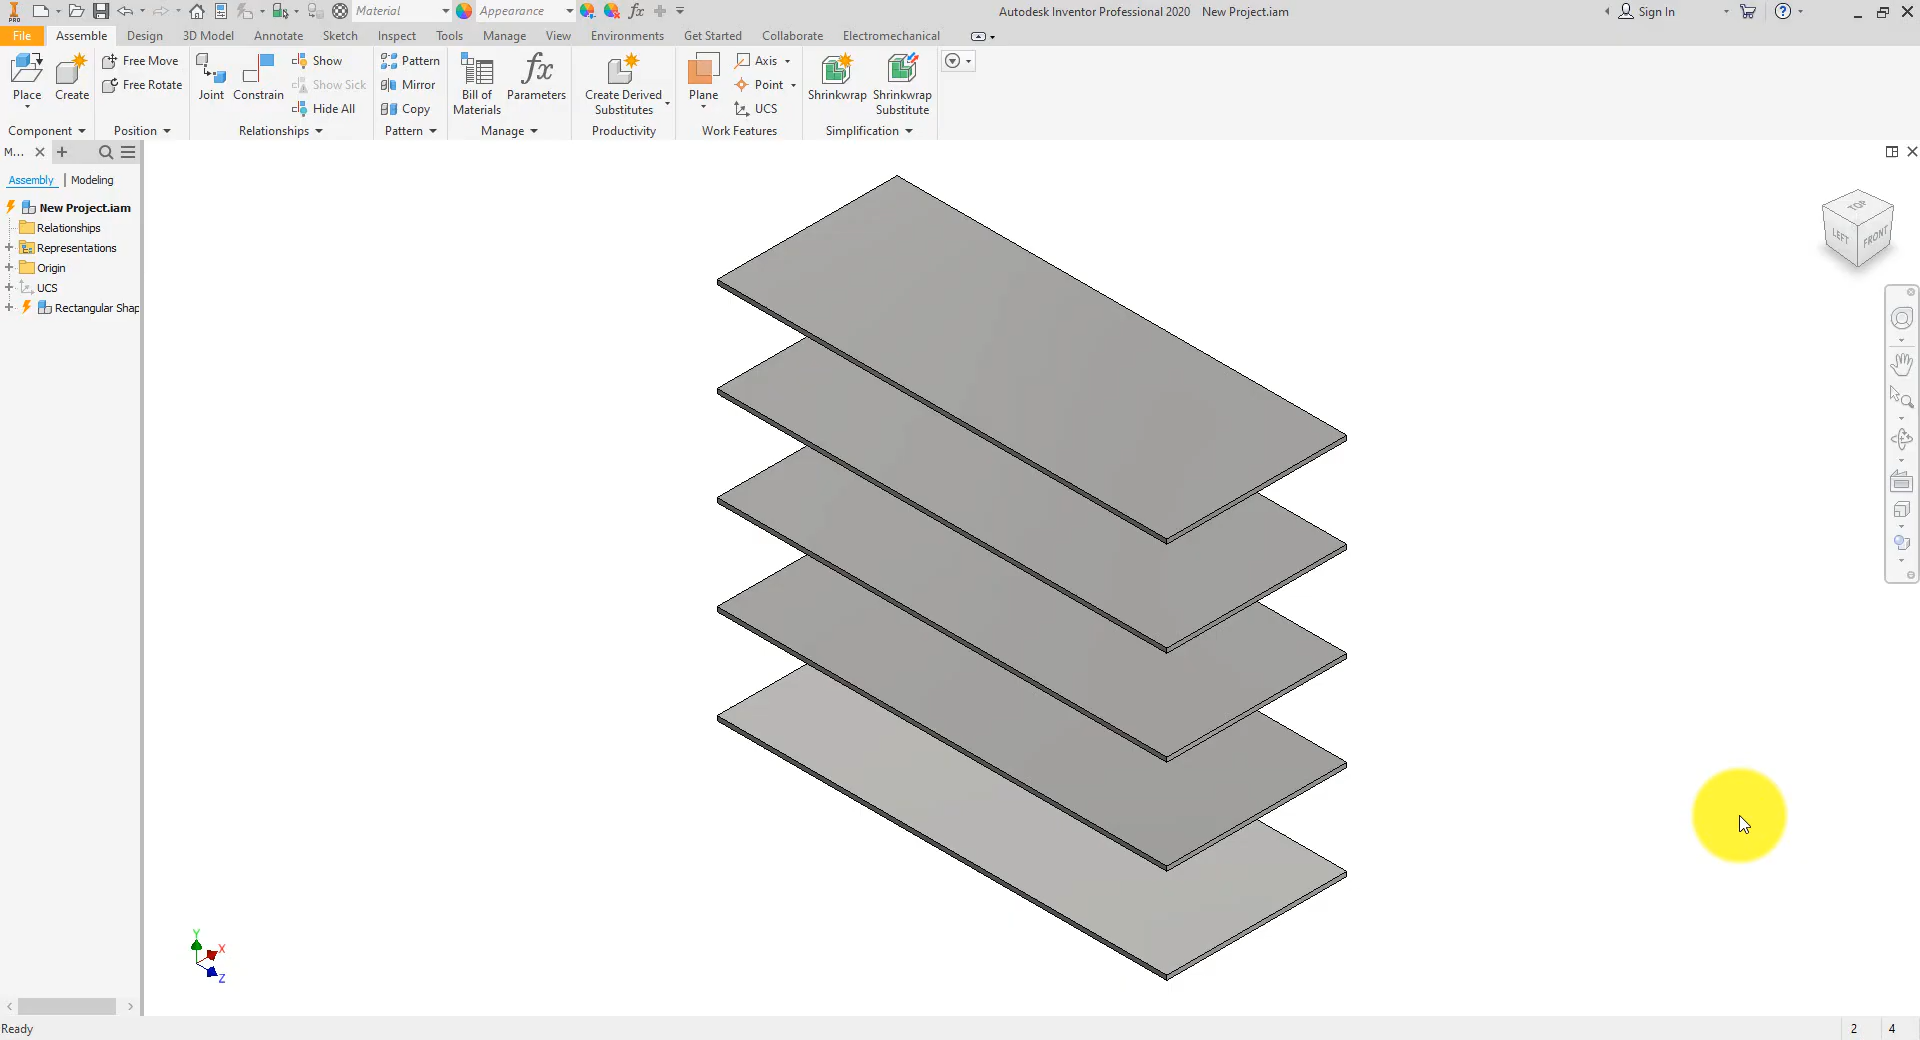 Material
Appearance
fx
Autodesk Inventor Professional 2020 New Project.iam
Sign In
File Assemble Design 3D Model Annotate Sketch Inspect Tools Manage View Environments Get Started Collaborate Electromechanical
Place
Create
Free Move
Free Rotate
Joint
Constrain
Show
Show Sick
Hide All
Pattern
Mirror
Copy
Bill of
Materials
fx
Parameters
Create Derived
Substitutes
Plane
Axis
Point
UCS
Shrinkwrap
Shrinkwrap
Substitute
Component Position Relationships Pattern Manage Productivity Work Features Simplification
M...
Assembly | Modeling
New Project.iam
Relationships
Representations
Origin
UCS
Rectangular Shap
TOP
LEFT
FRONT
Y
X
Z
Ready
2 4